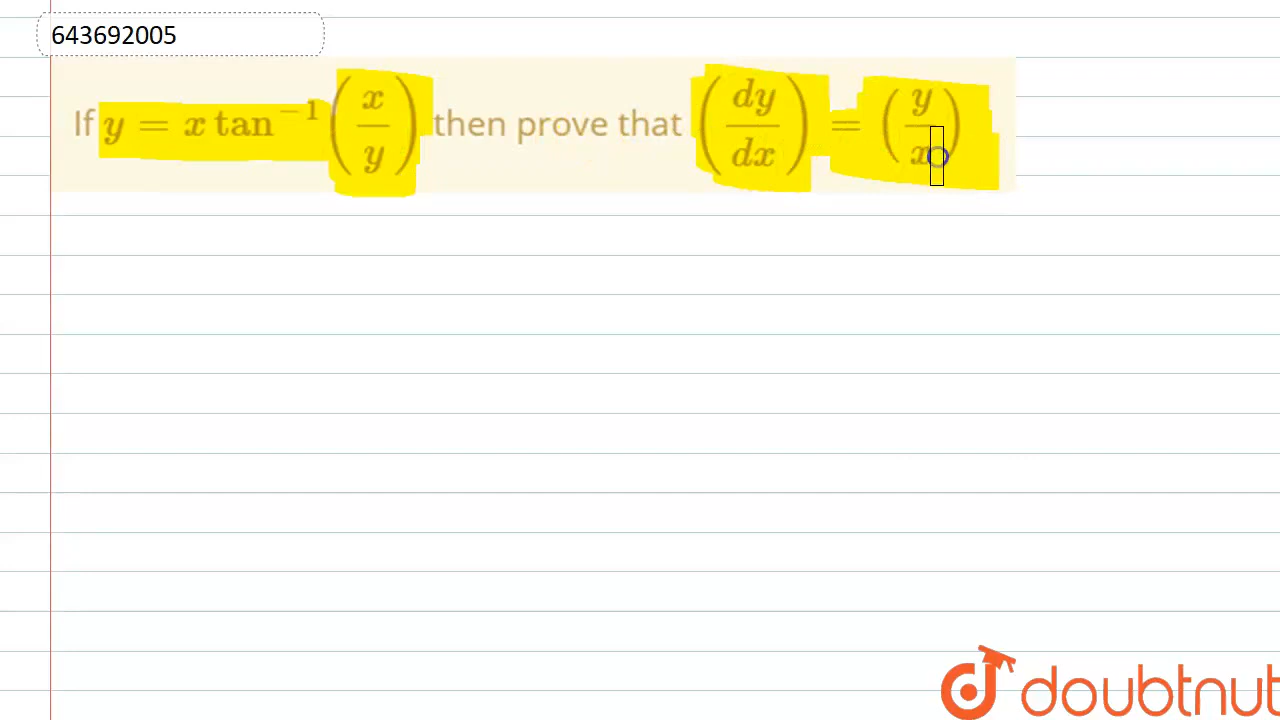 643692005
If y = x tan⁻¹(x/y) then prove that (dy/dx) = (y/x)
doubtnut